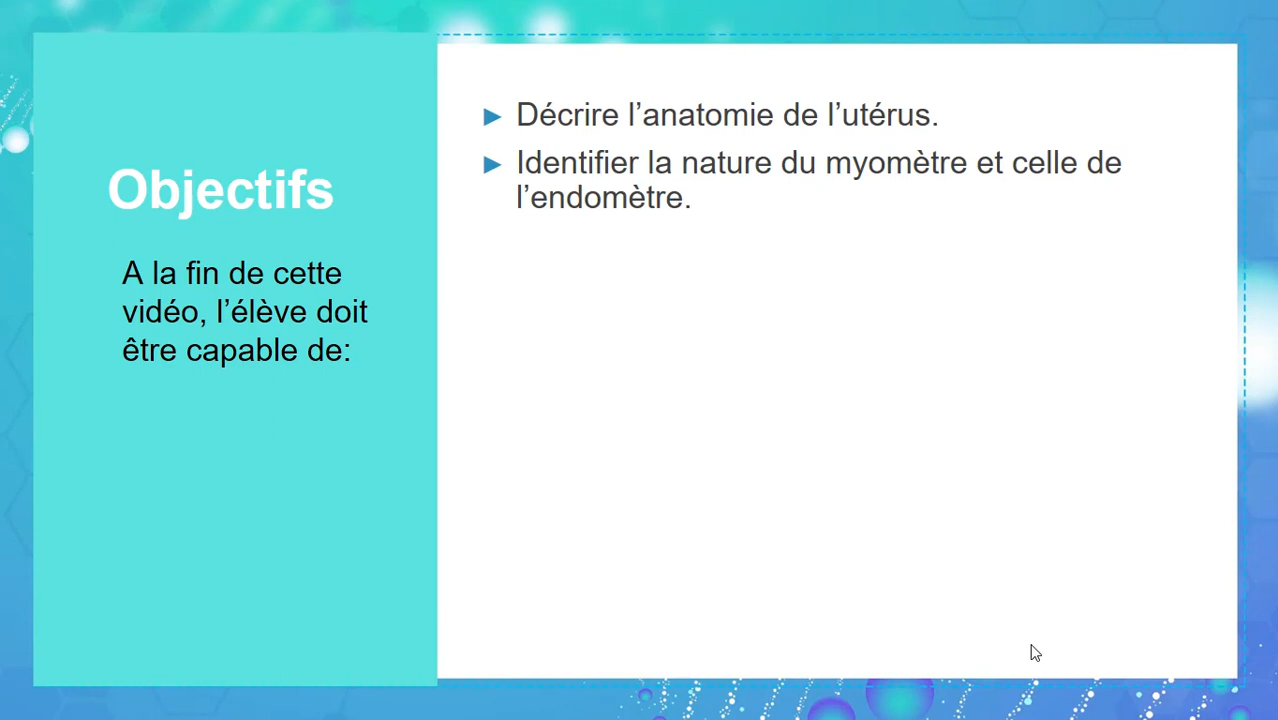 Objectifs
A la fin de cette
vidéo, l’élève doit
être capable de:
► Décrire l’anatomie de l’utérus.
► Identifier la nature du myomètre et celle de
l’endomètre.